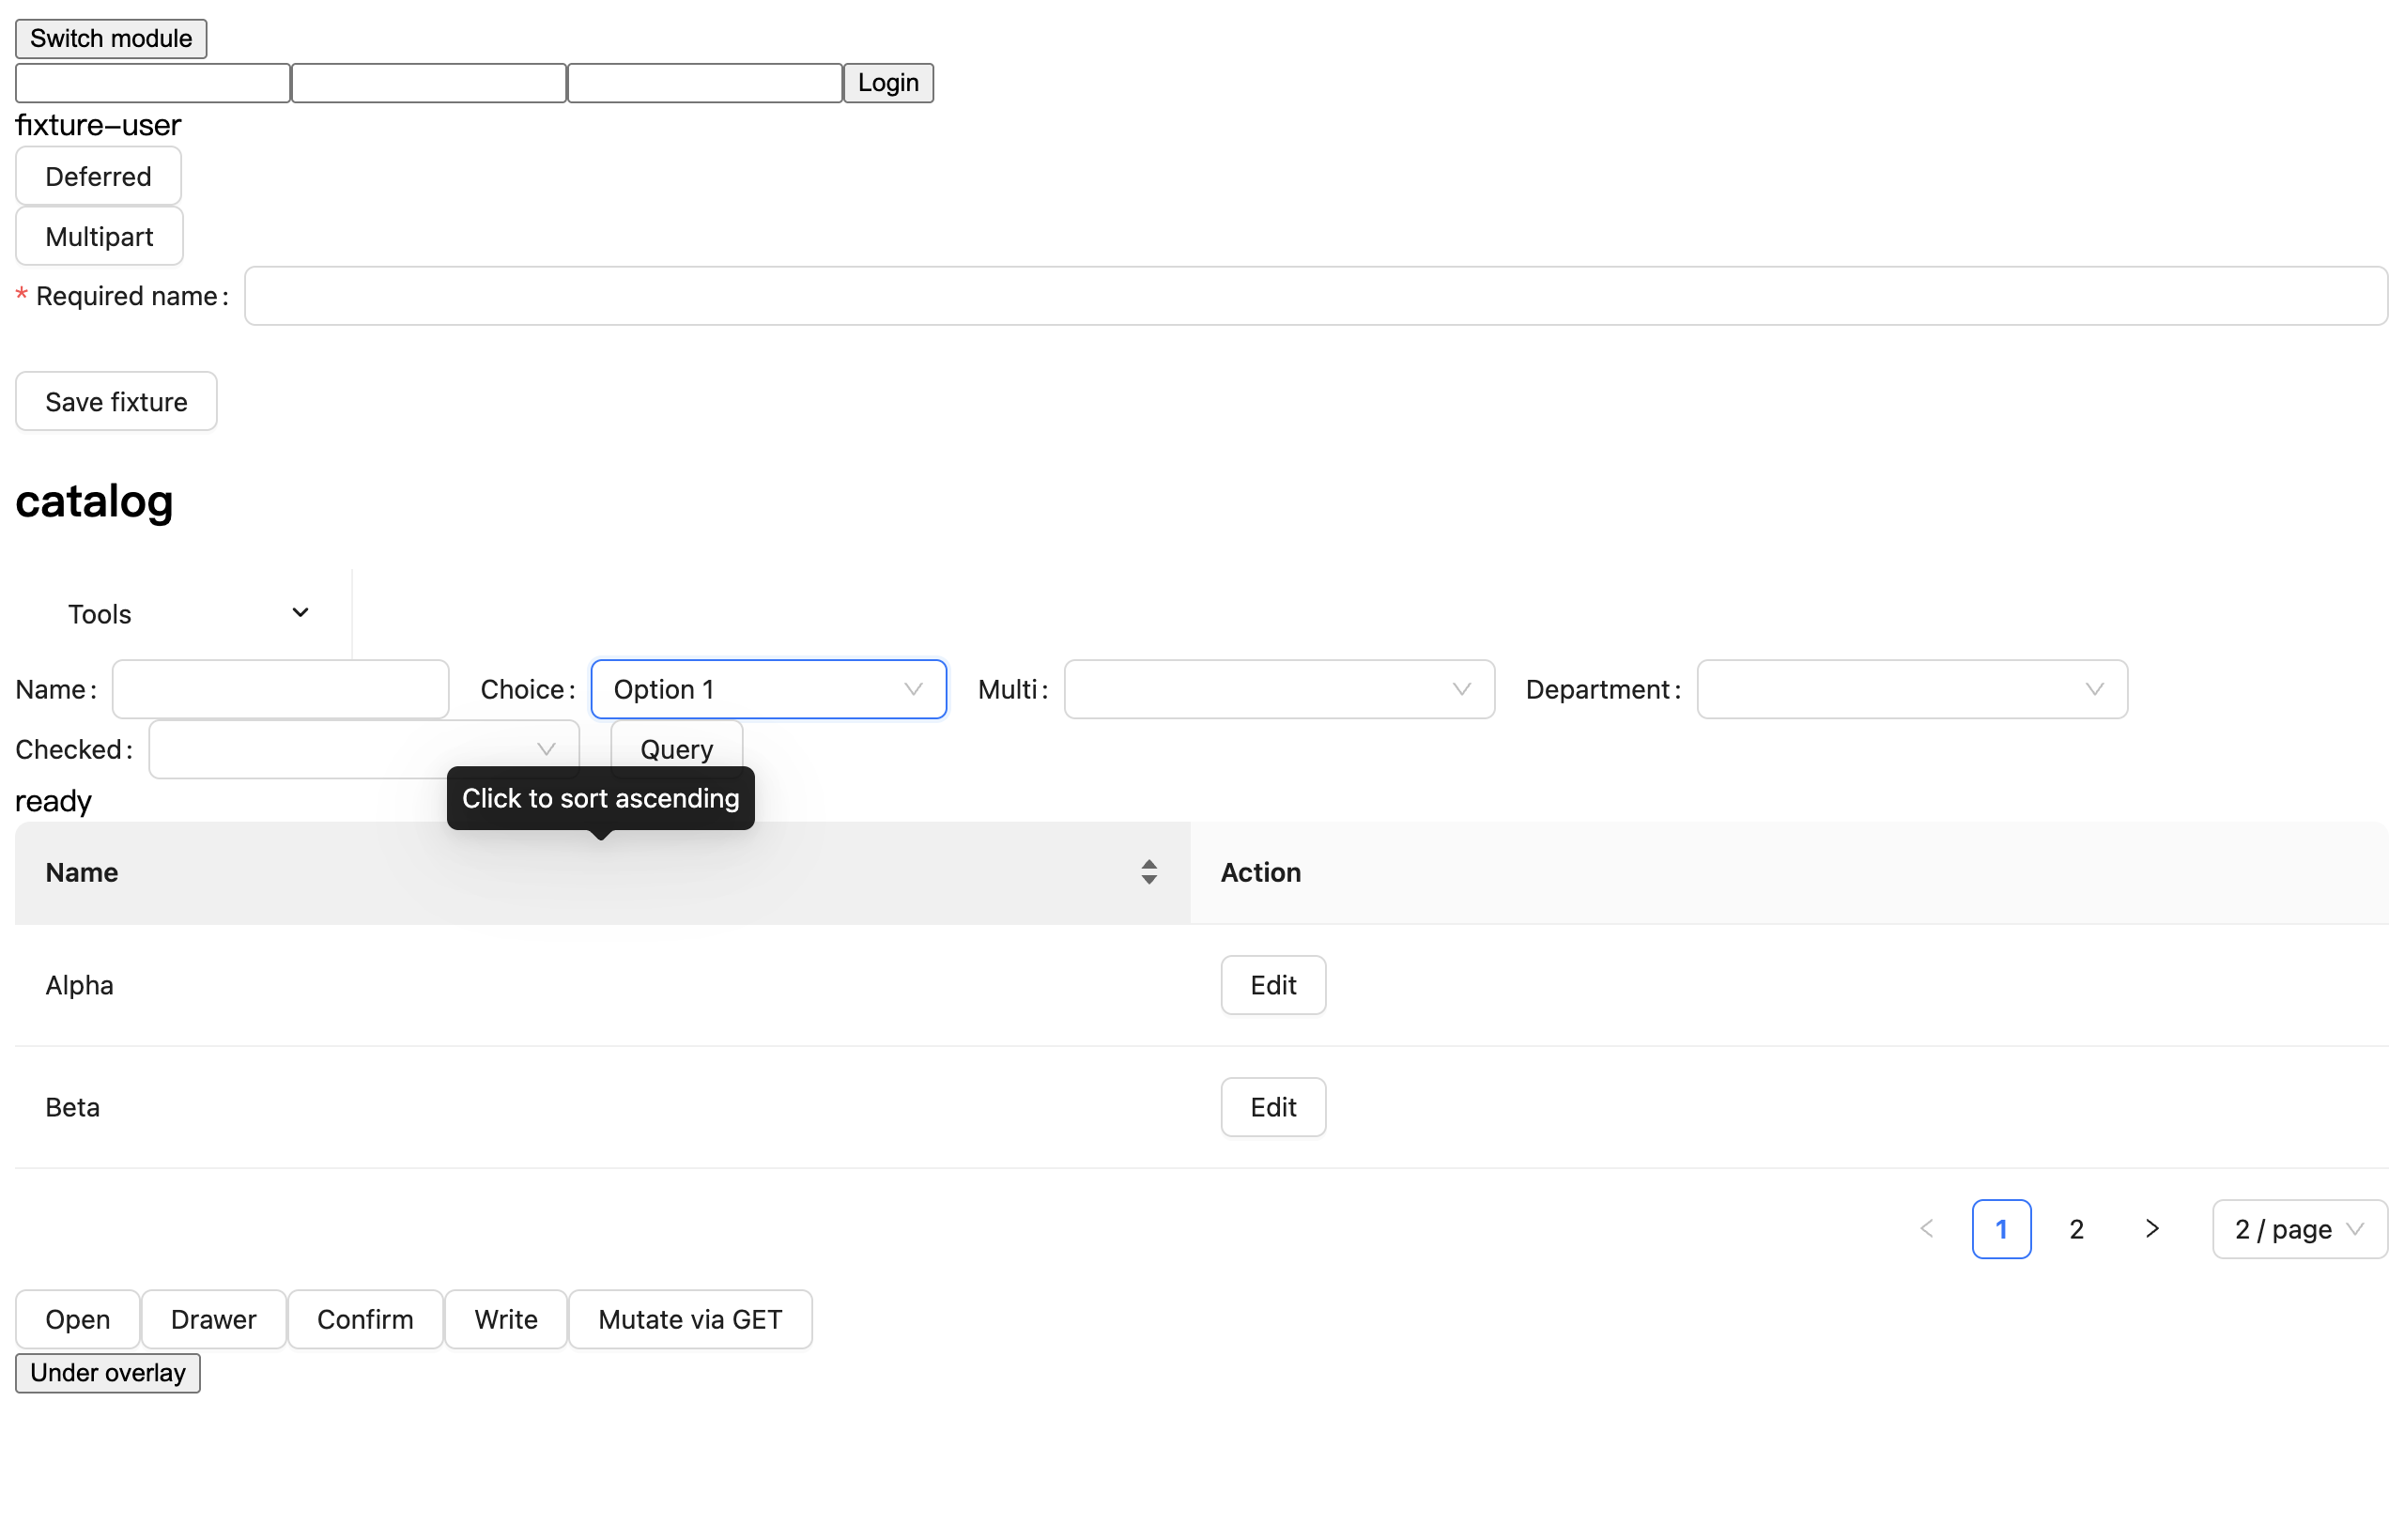 Switch module
Login
fixture-user
Deferred
Multipart
* Required name:
Save fixture
catalog
Tools
Name: Choice: Option 1 Multi: Department:
Checked: Query
Click to sort ascending
ready
Name Action
Alpha Edit
Beta Edit
1 2 2 / page
Open Drawer Confirm Write Mutate via GET
Under overlay